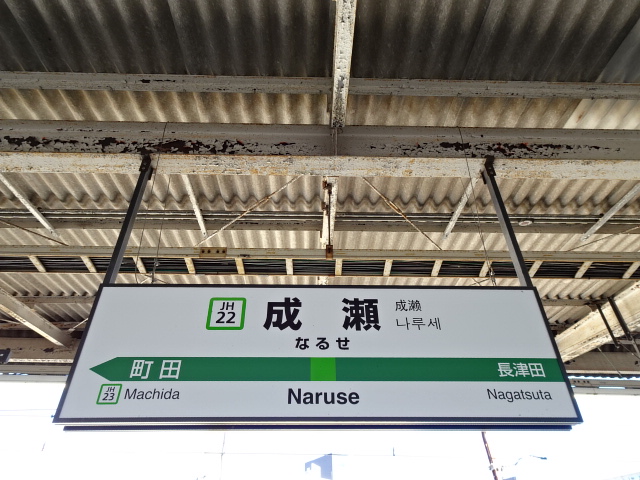 JH
22
成瀬
成濑
나루세
なるせ
町田
長津田
JH
23
Machida
Naruse
Nagatsuta